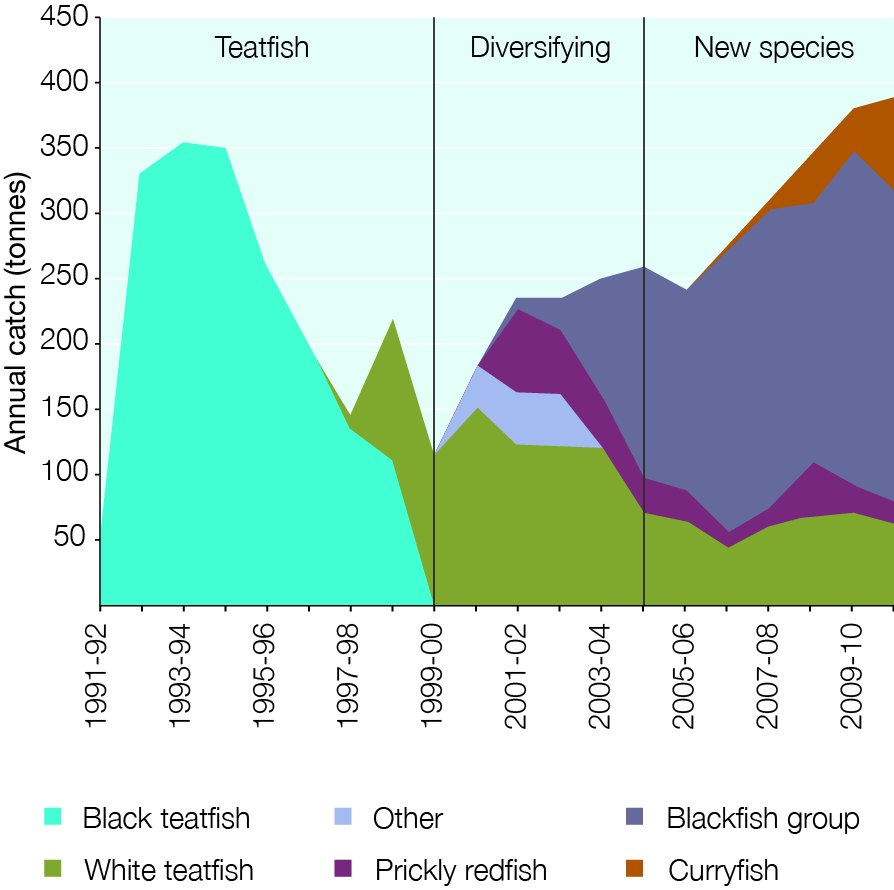 Teatfish Diversifying New species
Annual catch (tonnes)
450
400
350
300
250
200
150
100
50
1991-92 1993-94 1995-96 1997-98 1999-00 2001-02 2003-04 2005-06 2007-08 2009-10
Black teatfish Other Blackfish group
White teatfish Prickly redfish Curryfish